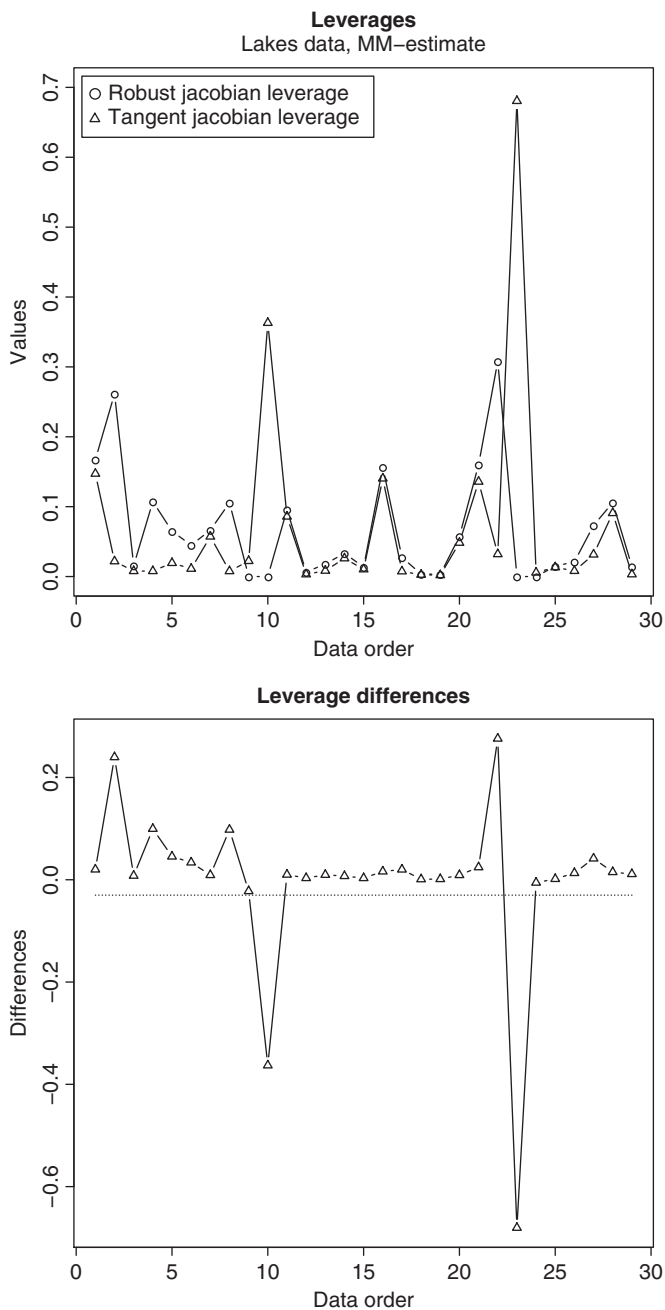 Leverages
Lakes data, MM−estimate
Robust jacobian leverage
Tangent jacobian leverage
Values
0.7
0.6
0.5
0.4
0.3
0.2
0.1
0.0
0 5 10 15 20 25 30
Data order
Leverage differences
Differences
0.2
0.0
−0.2
−0.4
−0.6
0 5 10 15 20 25 30
Data order